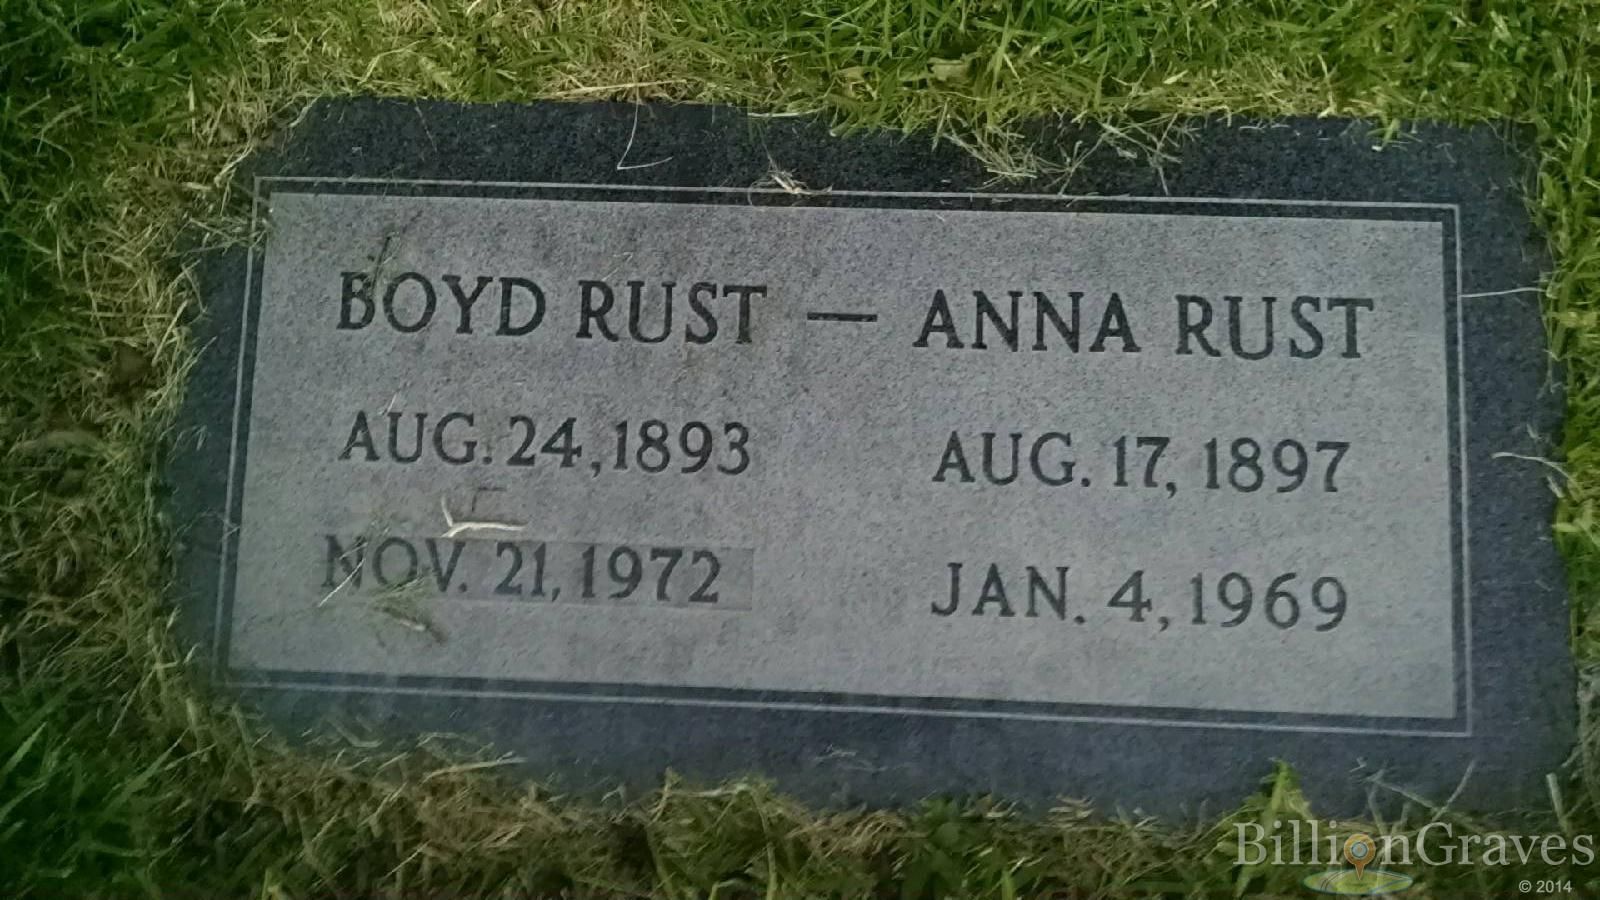 BOYD RUST — ANNA RUST
AUG. 24, 1893 AUG. 17, 1897
NOV. 21, 1972 JAN. 4, 1969
BillionGraves
© 2014